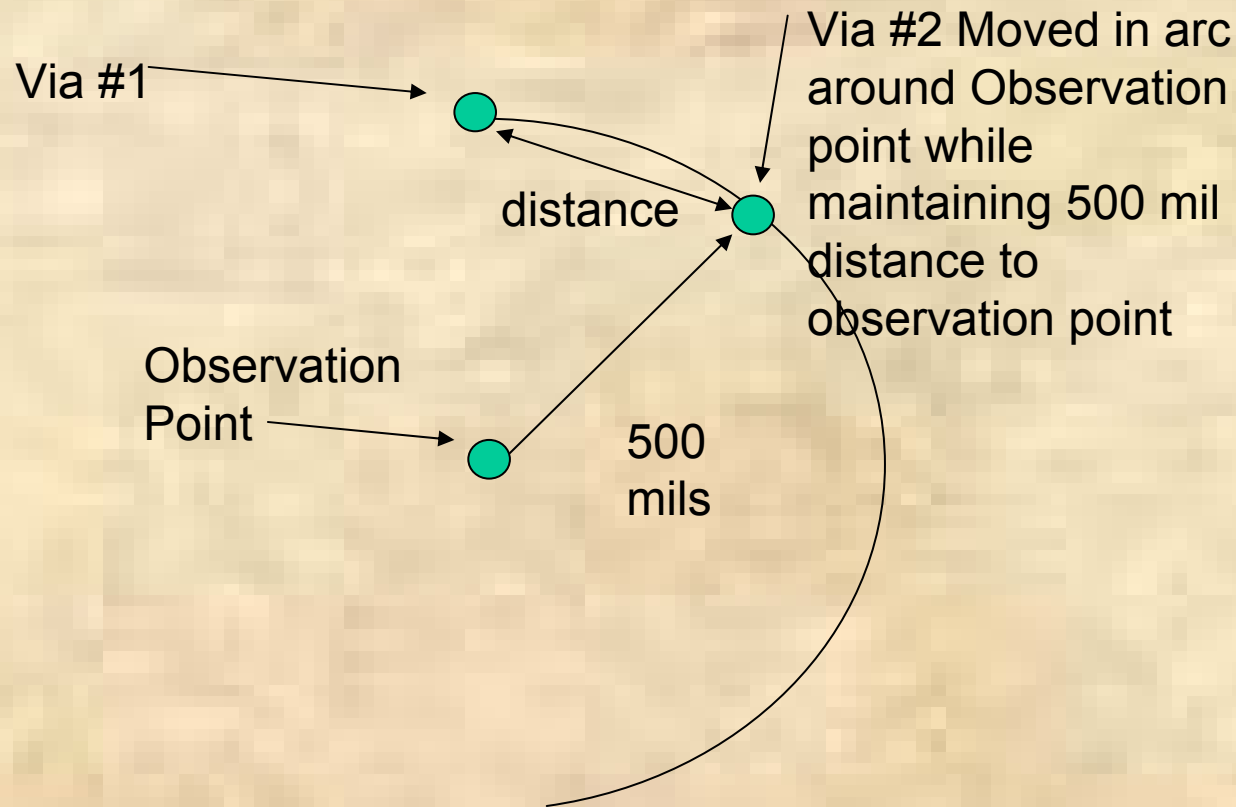 Via #1
Via #2 Moved in arc
around Observation
point while
maintaining 500 mil
distance to
observation point
distance
Observation
Point
500
mils